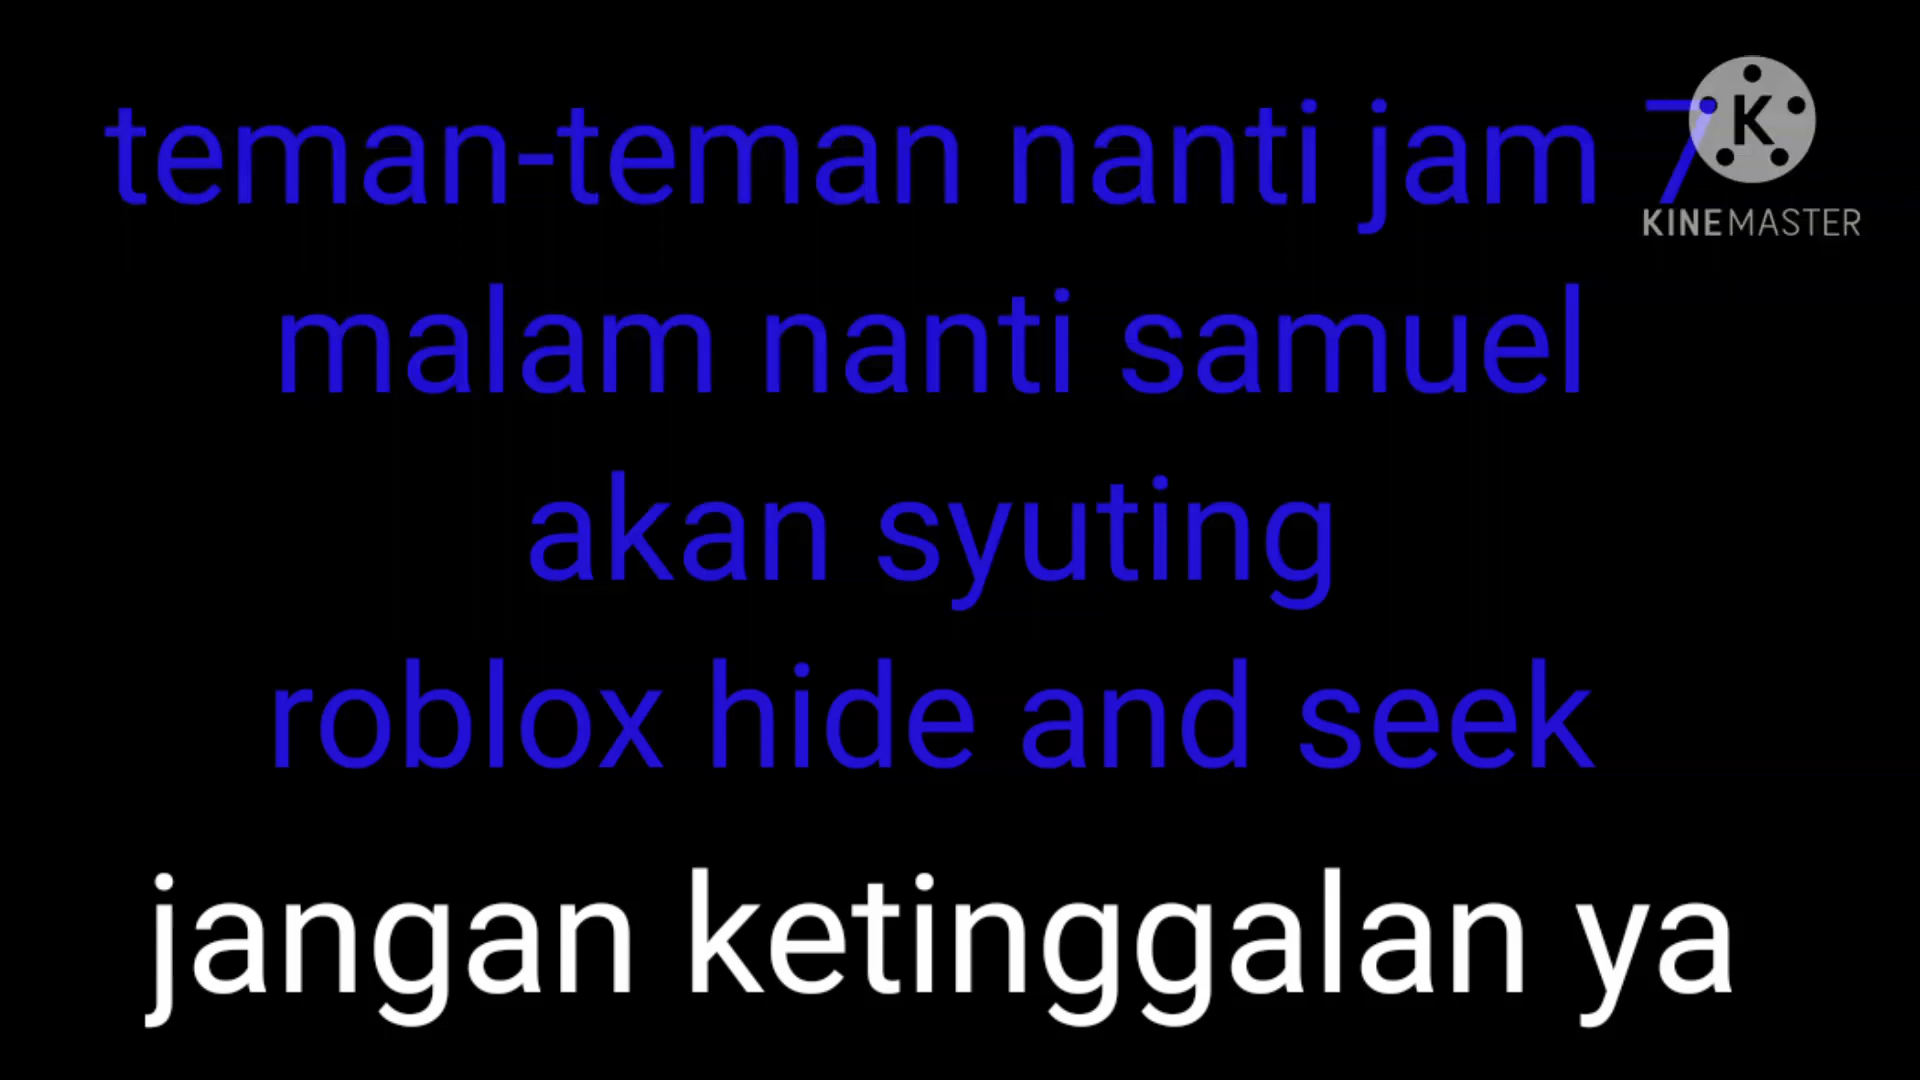 teman-teman nanti jam 7
KINEMASTER
malam nanti samuel
akan syuting
roblox hide and seek
jangan ketinggalan ya